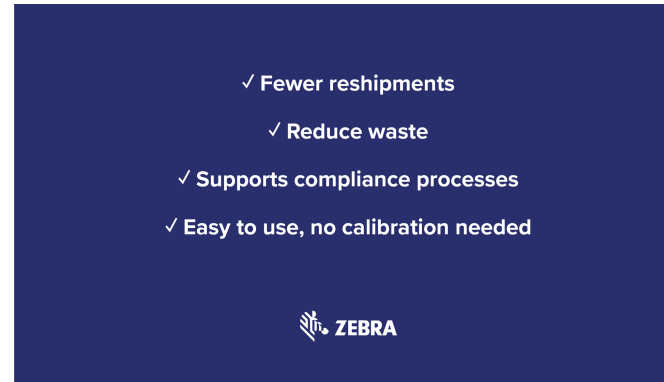 ✓ Fewer reshipments
✓ Reduce waste
✓ Supports compliance processes
✓ Easy to use, no calibration needed
ZEBRA